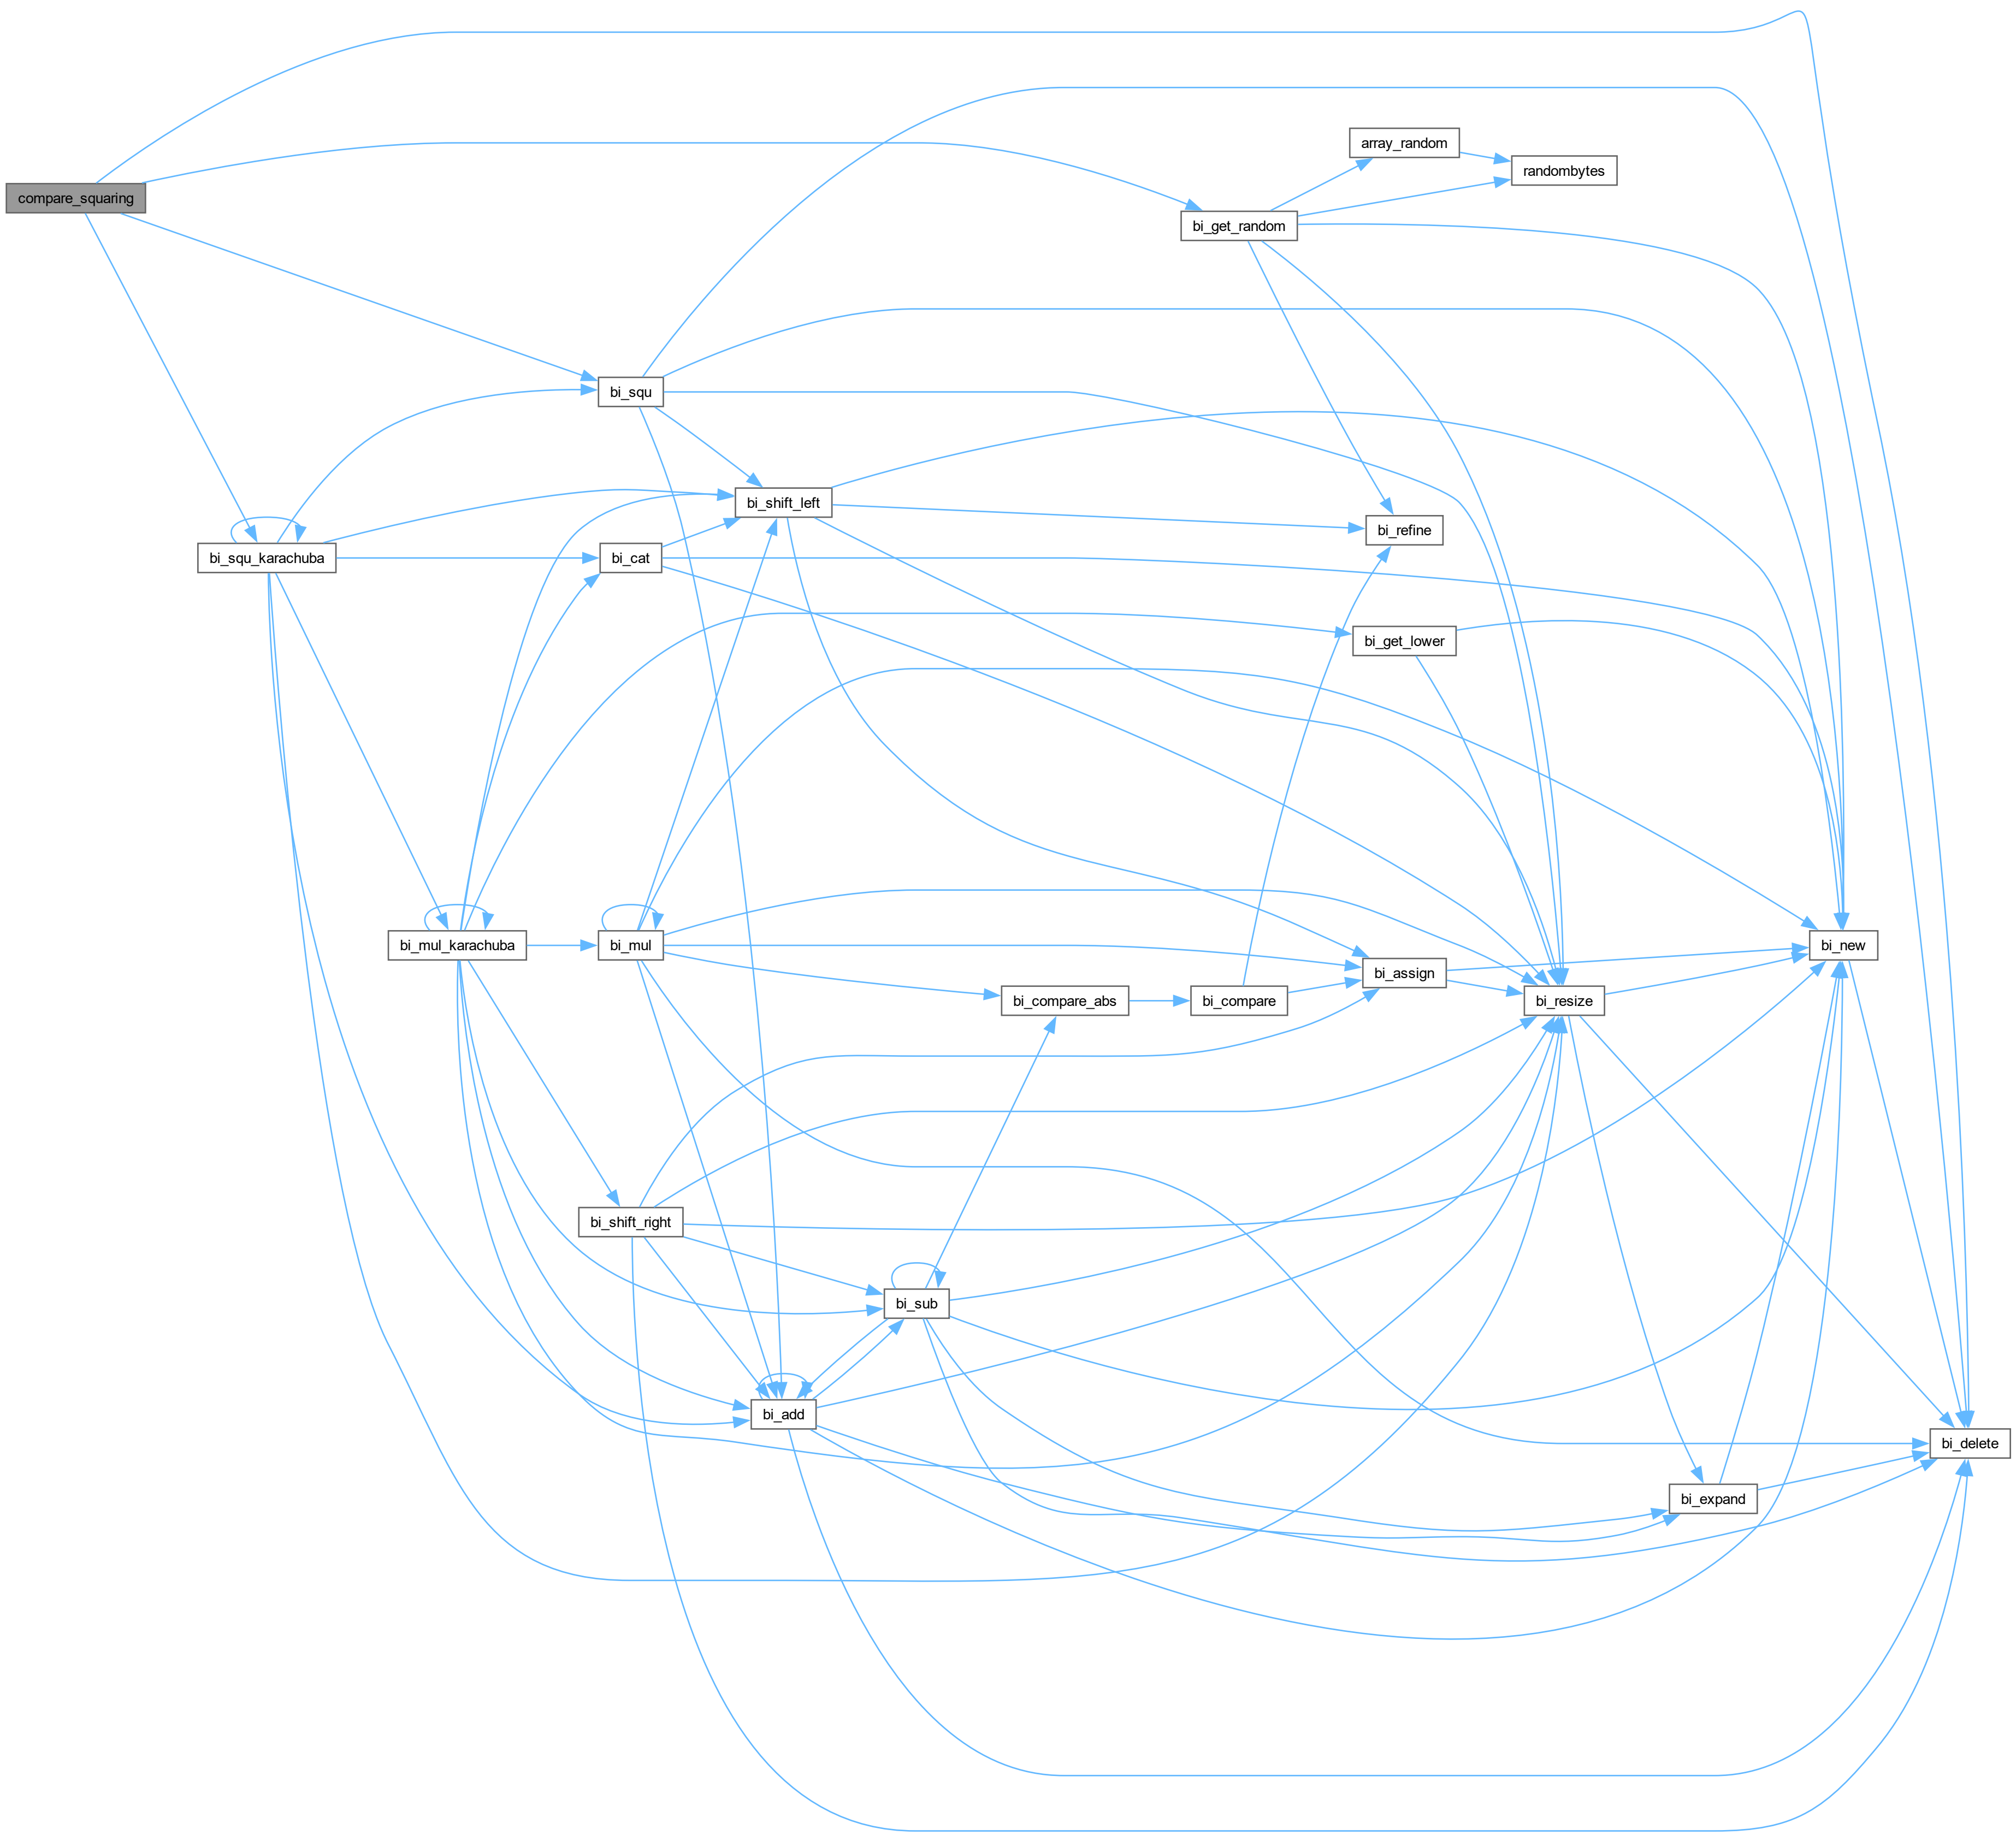 array_random
randombytes
compare_squaring
bi_get_random
bi_squ
bi_shift_left
bi_refine
bi_squ_karachuba
bi_cat
bi_get_lower
bi_mul_karachuba
bi_mul
bi_new
bi_assign
bi_compare_abs
bi_compare
bi_resize
bi_shift_right
bi_sub
bi_add
bi_delete
bi_expand